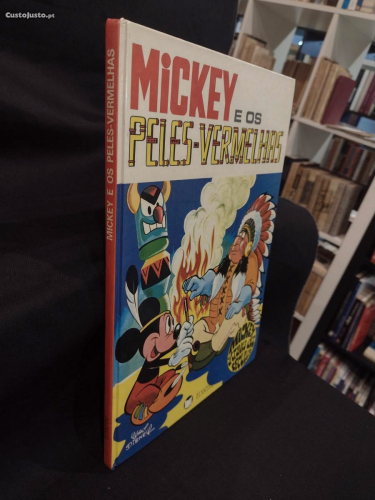 CustoJusto.pt
MICKEY
E OS
PELES-VERMELHAS
MICKEY E OS PELES-VERMELHAS
WALT
DISNEY